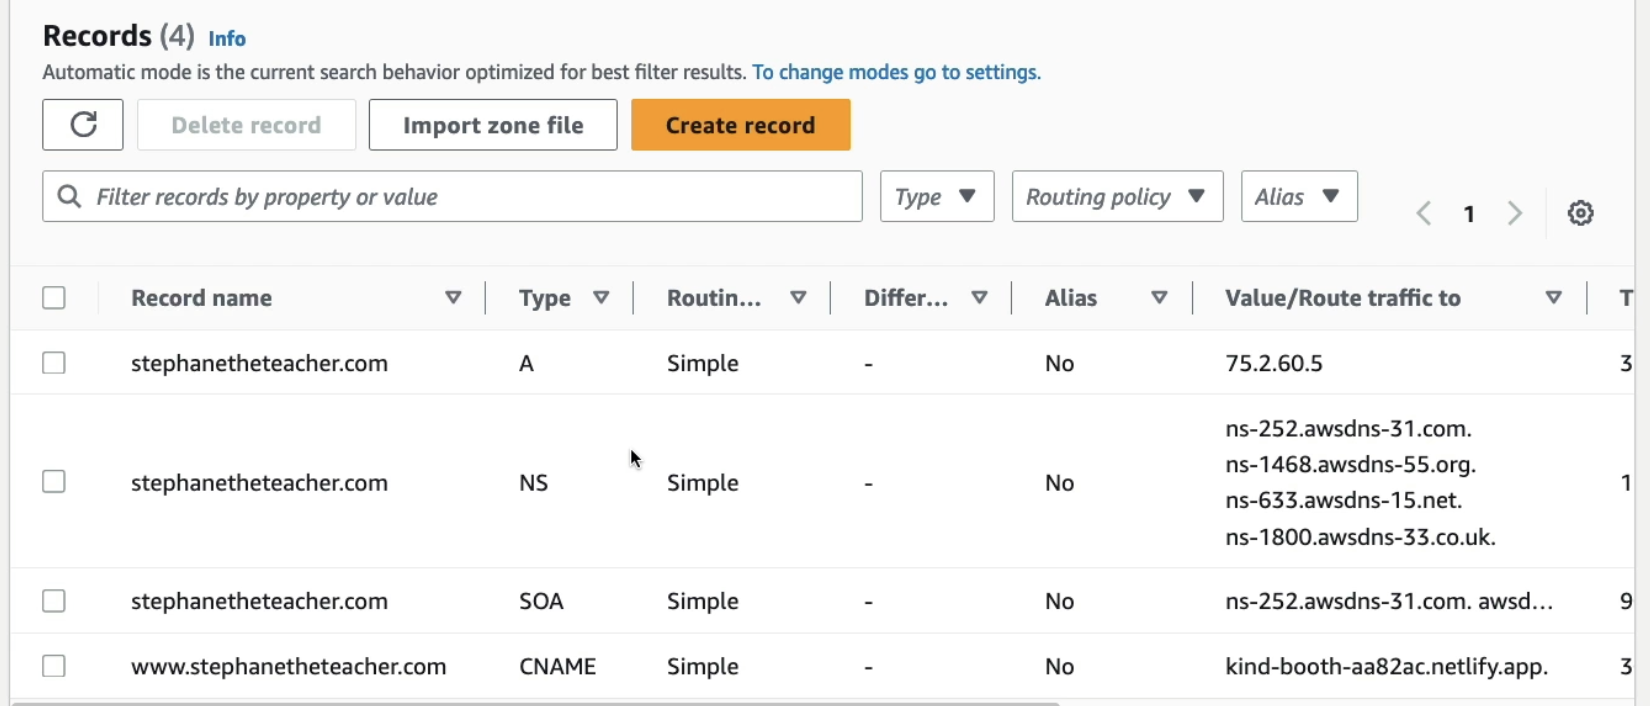 Records (4) Info
Automatic mode is the current search behavior optimized for best filter results. To change modes go to settings.
Delete record Import zone file Create record
Filter records by property or value Type Routing policy Alias 1
Record name Type Routin... Differ... Alias Value/Route traffic to T
stephanetheteacher.com A Simple - No 75.2.60.5 3
ns-252.awsdns-31.com.
ns-1468.awsdns-55.org.
stephanetheteacher.com NS Simple - No 1
ns-633.awsdns-15.net.
ns-1800.awsdns-33.co.uk.
stephanetheteacher.com SOA Simple - No ns-252.awsdns-31.com. awsd... 9
www.stephanetheteacher.com CNAME Simple - No kind-booth-aa82ac.netlify.app. 3